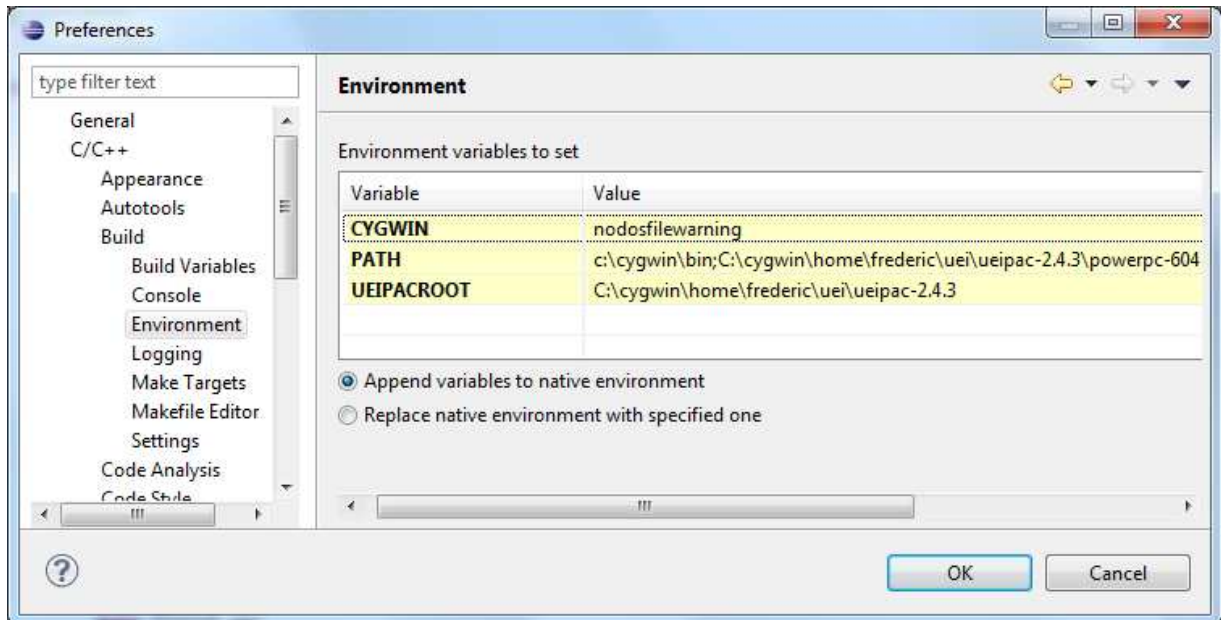 Preferences
type filter text
General
C/C++
Appearance
Autotools
Build
Build Variables
Console
Environment
Logging
Make Targets
Makefile Editor
Settings
Code Analysis
Code Style
Environment
Environment variables to set
Variable Value
CYGWIN nodosfilewarning
PATH c:\cygwin\bin;C:\cygwin\home\frederic\uei\ueipac-2.4.3\powerpc-604
UEIPACROOT C:\cygwin\home\frederic\uei\ueipac-2.4.3
Append variables to native environment
Replace native environment with specified one
OK Cancel